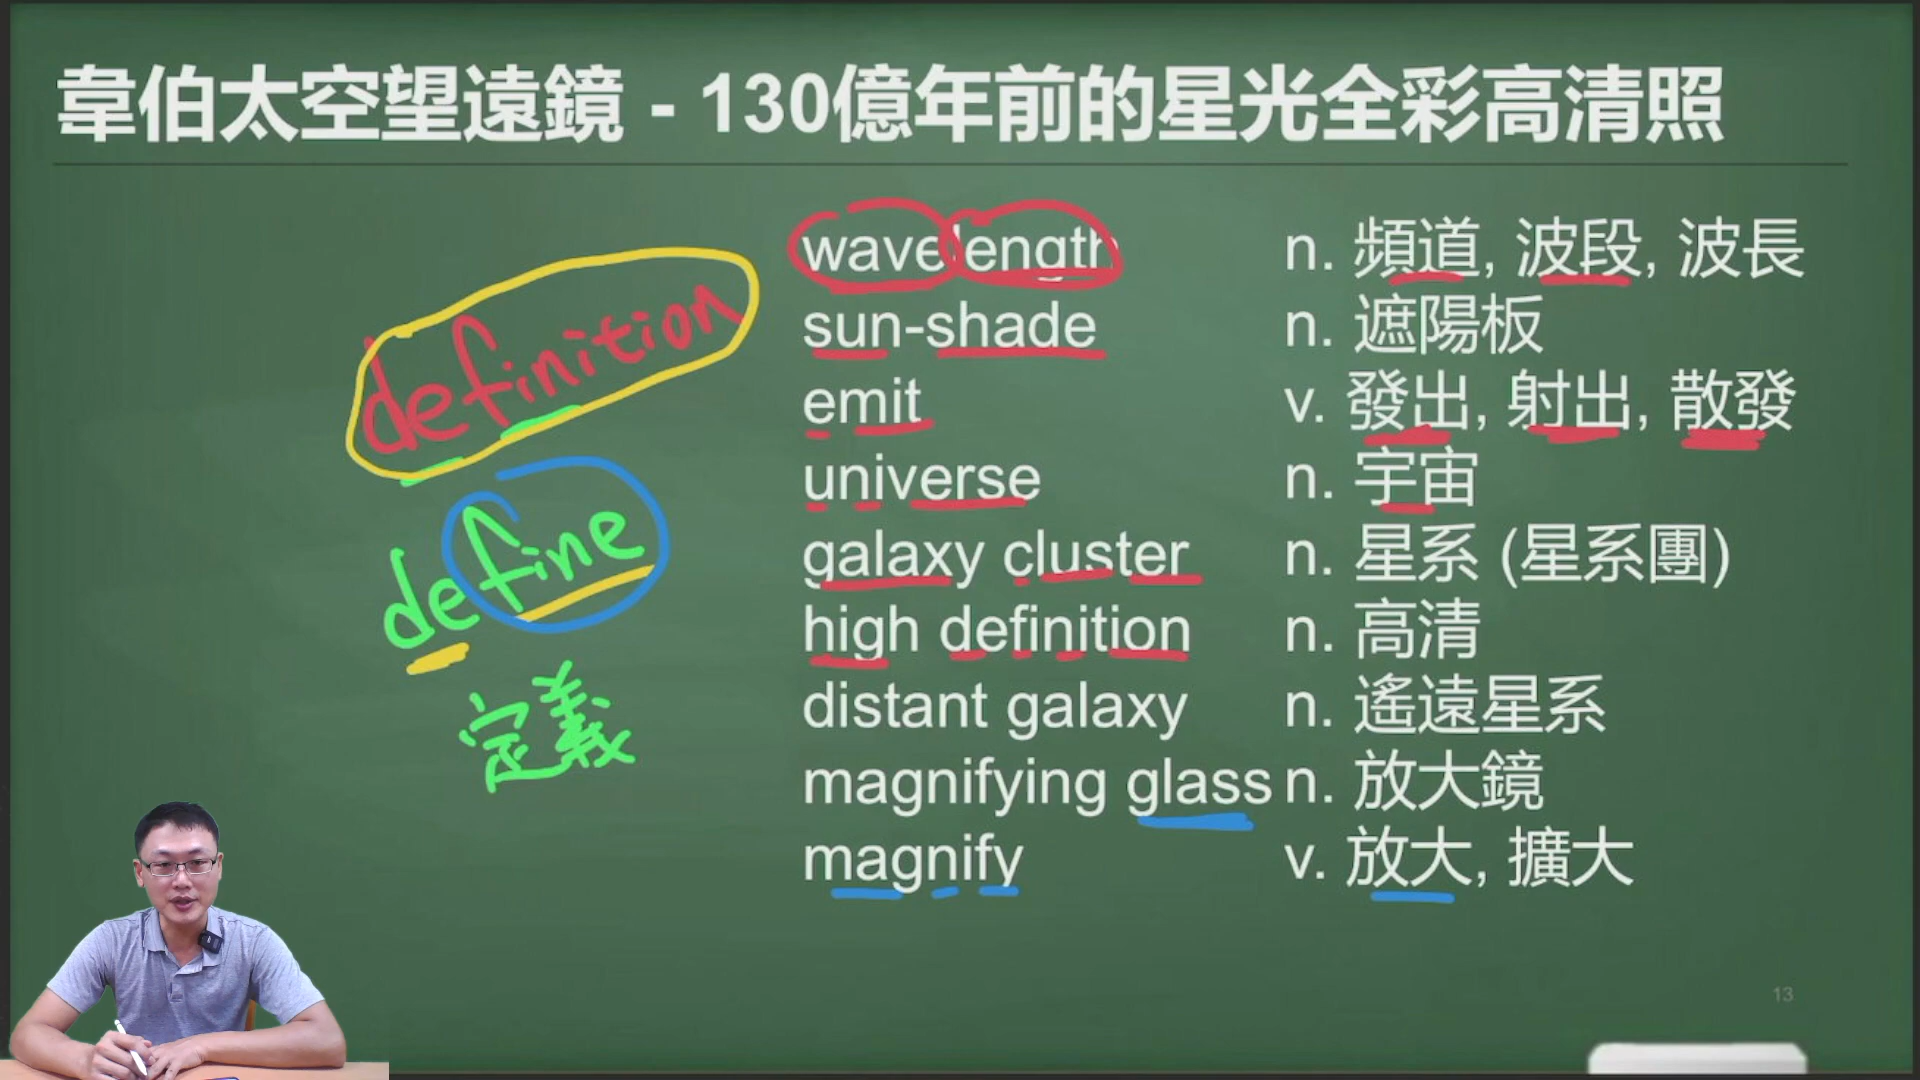 韋伯太空望遠鏡 - 130億年前的星光全彩高清照
wavelength n. 頻道, 波段, 波長
sun-shade n. 遮陽板
emit v. 發出, 射出, 散發
universe n. 宇宙
galaxy cluster n. 星系 (星系團)
high definition n. 高清
distant galaxy n. 遙遠星系
magnifying glass n. 放大鏡
magnify v. 放大, 擴大
definition
define
定義
13